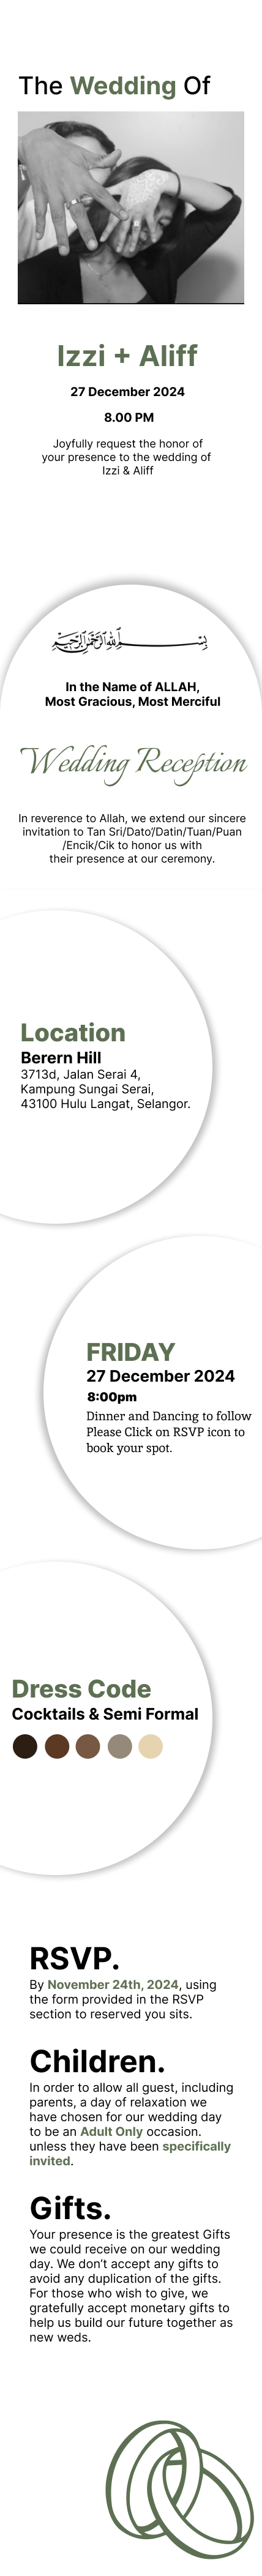 The Wedding Of
Izzi + Aliff
27 December 2024
8.00 PM
Joyfully request the honor of
your presence to the wedding of
Izzi & Aliff
بِسْمِ اللهِ الرَّحْمٰنِ الرَّحِيْمِ
In the Name of ALLAH,
Most Gracious, Most Merciful
Wedding Reception
In reverence to Allah, we extend our sincere
invitation to Tan Sri/Dato'/Datin/Tuan/Puan
/Encik/Cik to honor us with
their presence at our ceremony.
Location
Berern Hill
3713d, Jalan Serai 4,
Kampung Sungai Serai,
43100 Hulu Langat, Selangor.
FRIDAY
27 December 2024
8:00pm
Dinner and Dancing to follow
Please Click on RSVP icon to
book your spot.
Dress Code
Cocktails & Semi Formal
RSVP.
By November 24th, 2024, using
the form provided in the RSVP
section to reserved you sits.
Children.
In order to allow all guest, including
parents, a day of relaxation we
have chosen for our wedding day
to be an Adult Only occasion.
unless they have been specifically
invited.
Gifts.
Your presence is the greatest Gifts
we could receive on our wedding
day. We don't accept any gifts to
avoid any duplication of the gifts.
For those who wish to give, we
gratefully accept monetary gifts to
help us build our future together as
new weds.